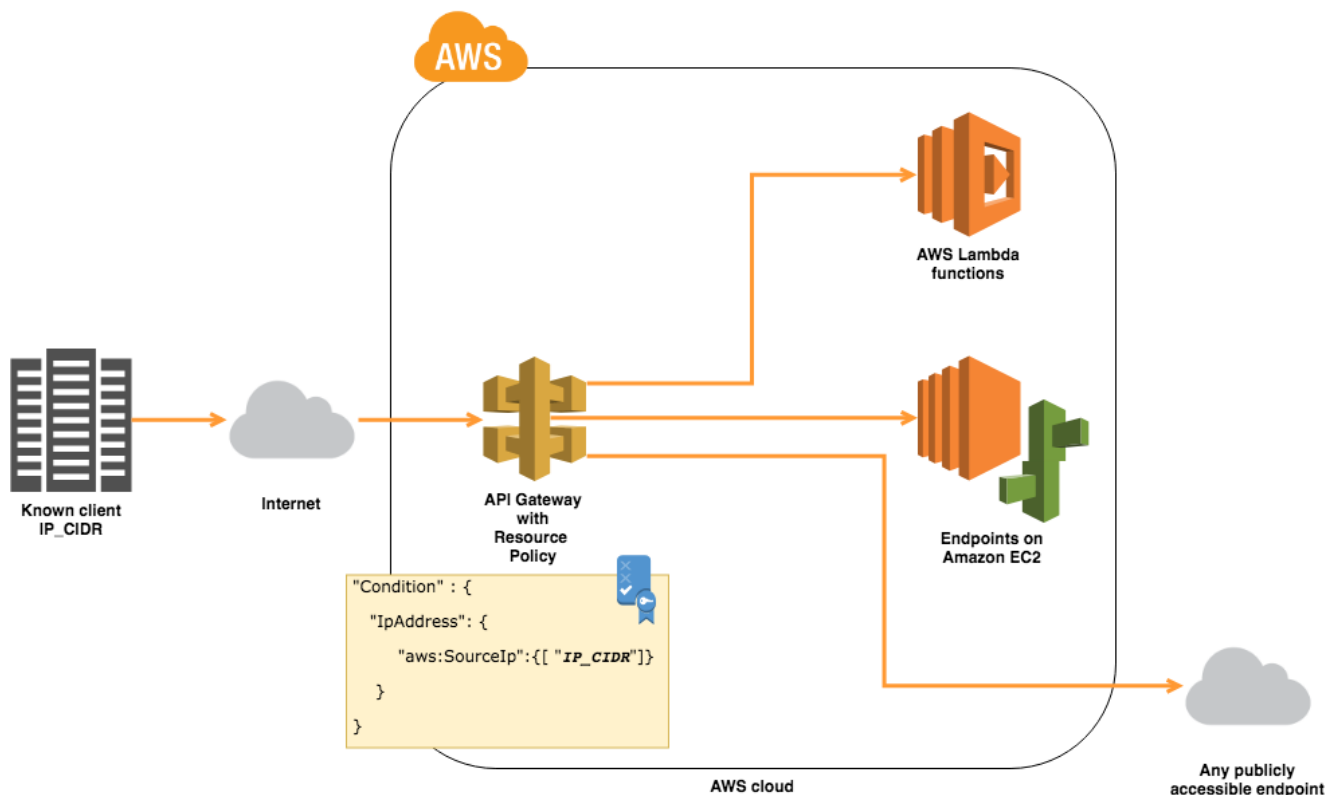 AWS
AWS Lambda
functions
Known client
IP_CIDR
Internet
API Gateway
with
Resource
Policy
Endpoints on
Amazon EC2
"Condition" : {
"IpAddress": {
"aws:SourceIp":{[ "IP_CIDR"]}
}
}
Any publicly
accessible endpoint
AWS cloud